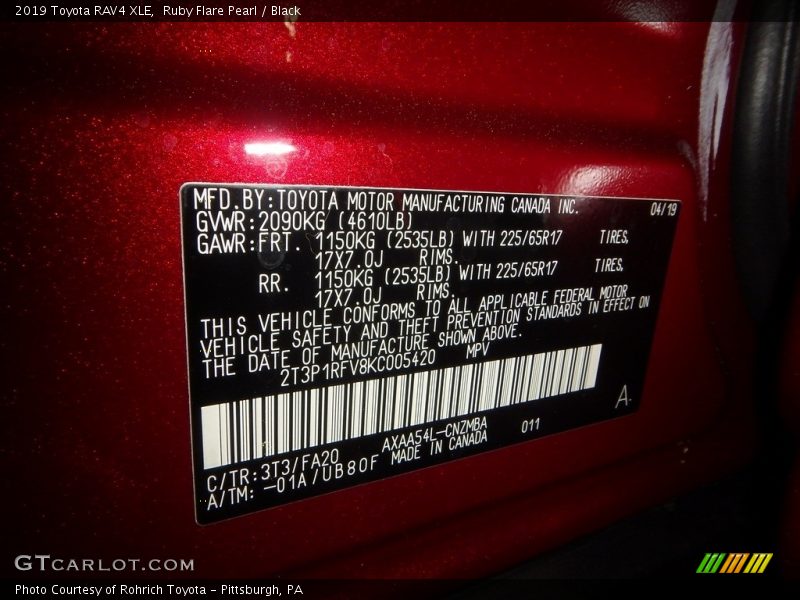 2019 Toyota RAV4 XLE, Ruby Flare Pearl / Black
MFD.BY:TOYOTA MOTOR MANUFACTURING CANADA INC. 04/19
GVWR:2090KG (4610LB)
GAWR:FRT. 1150KG (2535LB) WITH 225/65R17 TIRES,
17X7.0J RIMS.
RR. 1150KG (2535LB) WITH 225/65R17 TIRES,
17X7.0J RIMS.
THIS VEHICLE CONFORMS TO ALL APPLICABLE FEDERAL MOTOR
VEHICLE SAFETY AND THEFT PREVENTION STANDARDS IN EFFECT ON
THE DATE OF MANUFACTURE SHOWN ABOVE.
2T3P1RFV8KC005420 MPV
A.
C/TR:3T3/FA20 AXAA54L-CNZMBA 011
A/TM: -01A/UB80F MADE IN CANADA
GTCARLOT.COM
Photo Courtesy of Rohrich Toyota - Pittsburgh, PA